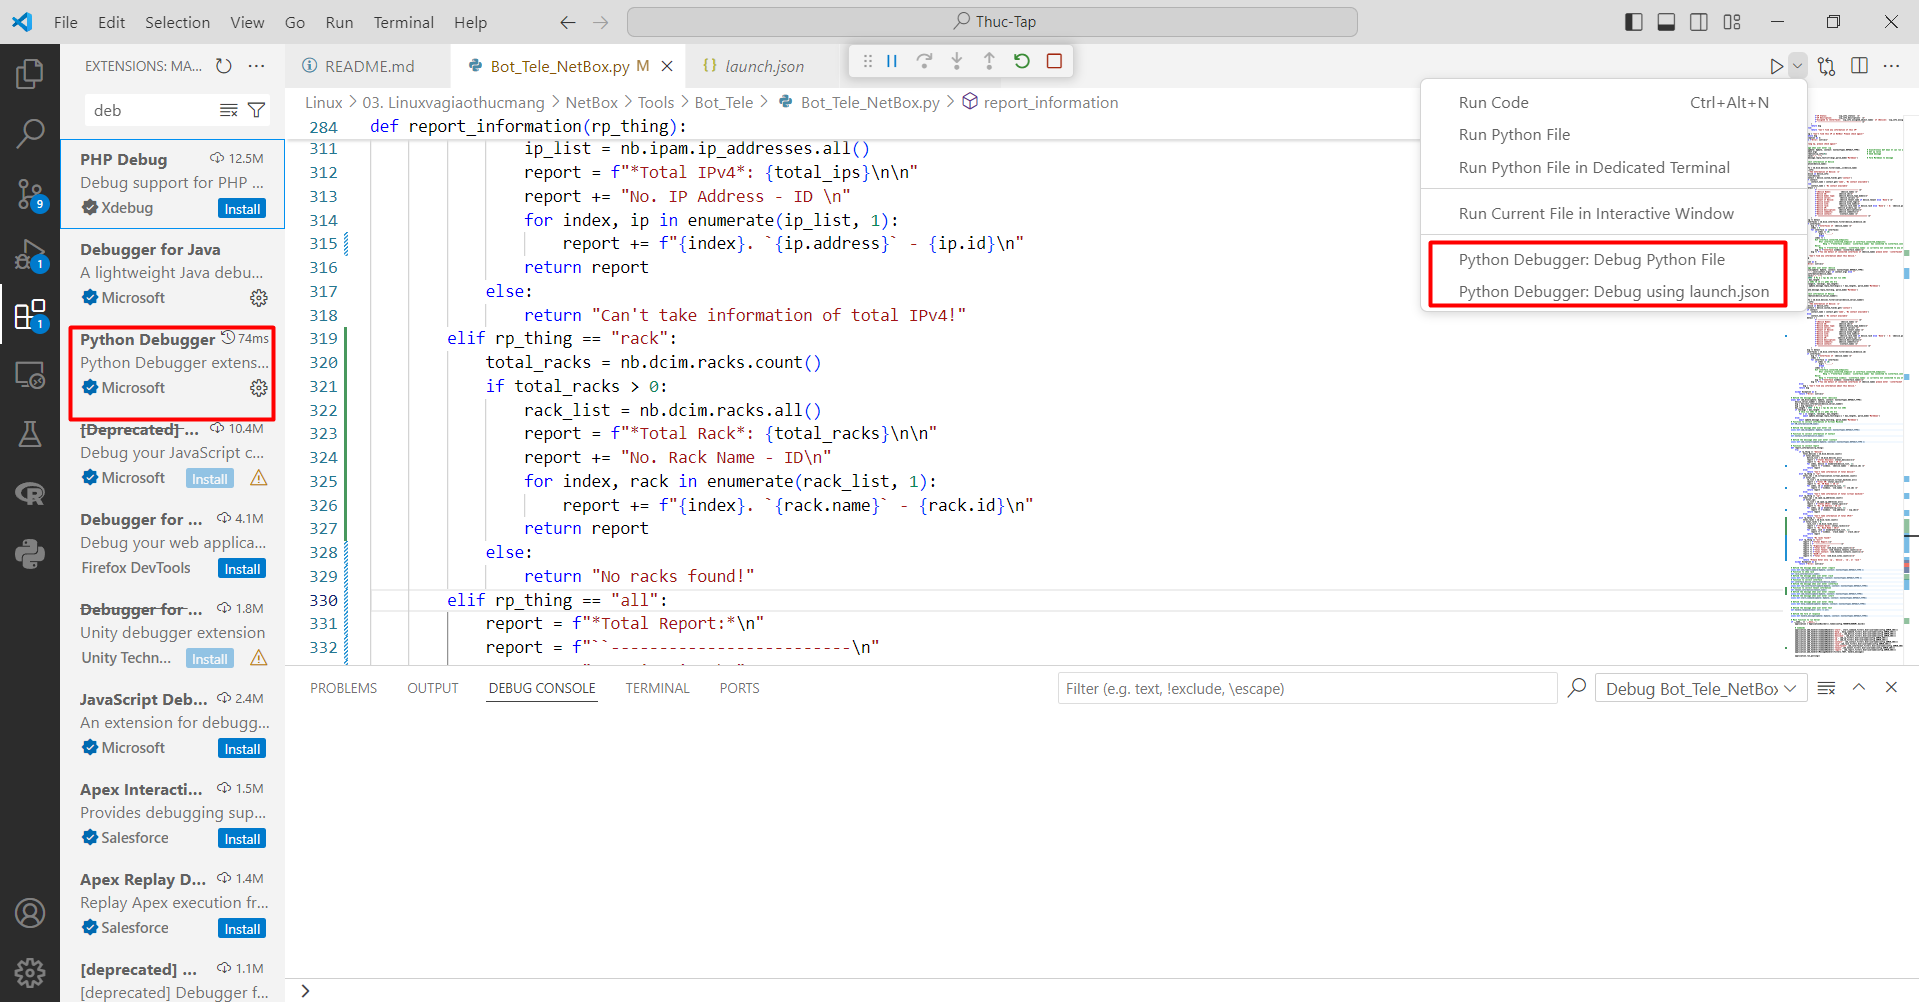 File Edit Selection View Go Run Terminal Help
Thuc-Tap
EXTENSIONS: MA...
deb
PHP Debug 12.5M
Debug support for PHP ...
Xdebug Install
Debugger for Java
A lightweight Java debu...
Microsoft
Python Debugger 74ms
Python Debugger extens...
Microsoft
[Deprecated] ... 10.4M
Debug your JavaScript c...
Microsoft Install
Debugger for ... 4.1M
Debug your web applica...
Firefox DevTools Install
Debugger for ... 1.8M
Unity debugger extension
Unity Techn... Install
JavaScript Deb... 2.4M
An extension for debugg...
Microsoft Install
Apex Interacti... 1.5M
Provides debugging sup...
Salesforce Install
Apex Replay D... 1.4M
Replay Apex execution fr...
Salesforce Install
[deprecated] ... 1.1M
[deprecated] Debugger f...
9
1
1
README.md
Bot_Tele_NetBox.py M
launch.json
Linux > 03. Linuxvagiaothucmang > NetBox > Tools > Bot_Tele > Bot_Tele_NetBox.py > report_information
284 def report_information(rp_thing):
311 ip_list = nb.ipam.ip_addresses.all()
312 report = f"*Total IPv4*: {total_ips}\n\n"
313 report += "No. IP Address - ID \n"
314 for index, ip in enumerate(ip_list, 1):
315 report += f"{index}. `{ip.address}` - {ip.id}\n"
316 return report
317 else:
318 return "Can't take information of total IPv4!"
319 elif rp_thing == "rack":
320 total_racks = nb.dcim.racks.count()
321 if total_racks > 0:
322 rack_list = nb.dcim.racks.all()
323 report = f"*Total Rack*: {total_racks}\n\n"
324 report += "No. Rack Name - ID\n"
325 for index, rack in enumerate(rack_list, 1):
326 report += f"{index}. `{rack.name}` - {rack.id}\n"
327 return report
328 else:
329 return "No racks found!"
330 elif rp_thing == "all":
331 report = f"*Total Report:*\n"
332 report = f"``-------------------------\n"
Run Code Ctrl+Alt+N
Run Python File
Run Python File in Dedicated Terminal
Run Current File in Interactive Window
Python Debugger: Debug Python File
Python Debugger: Debug using launch.json
PROBLEMS OUTPUT DEBUG CONSOLE TERMINAL PORTS
Filter (e.g. text, !exclude, \escape)
Debug Bot_Tele_NetBo